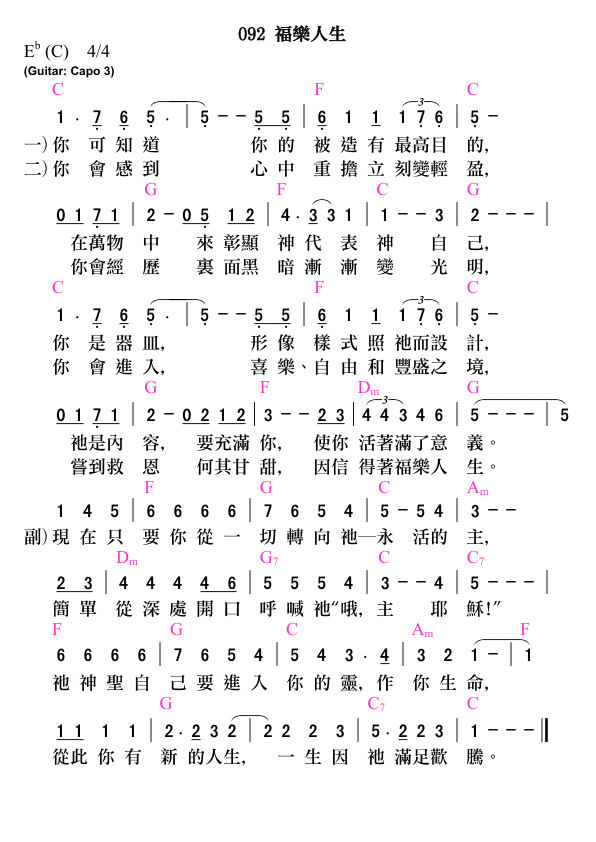 092 福樂人生
E♭ (C) 4/4
(Guitar: Capo 3)
C F C
1 · 7 6 5 · | 5 - - 5 5 | 6 1 1 1 7 6 | 5 -
一)你 可 知 道 你 的 被 造 有 最高目 的,
二)你 會 感 到 心 中 重 擔 立 刻變輕 盈,
G F C G
0 1 7 1 | 2 - 0 5 1 2 | 4 · 3 3 1 | 1 - - 3 | 2 - - - |
在萬物 中 來 彰顯 神 代 表 神 自 己,
你會經 歷 裏 面黑 暗 漸 漸 變 光 明,
C F C
1 · 7 6 5 · | 5 - - 5 5 | 6 1 1 1 7 6 | 5 -
你 是 器 皿, 形 像 樣 式 照 祂而設 計,
你 會 進 入, 喜 樂、自 由 和 豐盛之 境,
G F Dm G
0 1 7 1 | 2 - 0 2 1 2 | 3 - - 2 3 | 4 4 3 4 6 | 5 - - - | 5
祂是內 容, 要充滿 你, 使你 活著滿了意 義。
嘗到救 恩 何其甘 甜, 因信 得著福樂人 生。
F G C Am
1 4 5 | 6 6 6 6 | 7 6 5 4 | 5 - 5 4 | 3 - -
副)現 在 只 要 你 從 一 切 轉 向 祂─永 活的 主,
Dm G7 C C7
2 3 | 4 4 4 4 6 | 5 5 5 4 | 3 - - 4 | 5 - - - |
簡 單 從 深 處 開 口 呼 喊 祂“哦, 主 耶 穌!”
F G C Am F
6 6 6 6 | 7 6 5 4 | 5 4 3 · 4 | 3 2 1 - | 1
祂 神 聖 自 己 要 進 入 你 的 靈, 作 你 生 命,
G C7 C
1 1 1 1 | 2 · 2 3 2 | 2 2 2 3 | 5 · 2 2 3 | 1 - - - ||
從此 你 有 新 的人生, 一 生 因 祂 滿足歡 騰。